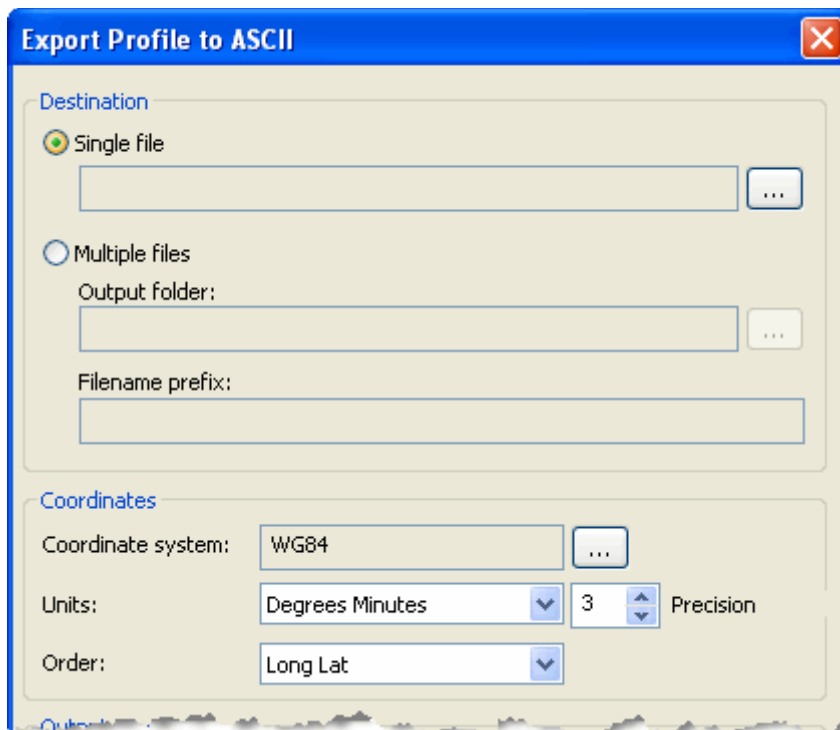 Export Profile to ASCII
Destination
Single file
...
Multiple files
Output folder:
...
Filename prefix:
Coordinates
Coordinate system: WG84 ...
Units: Degrees Minutes 3 Precision
Order: Long Lat